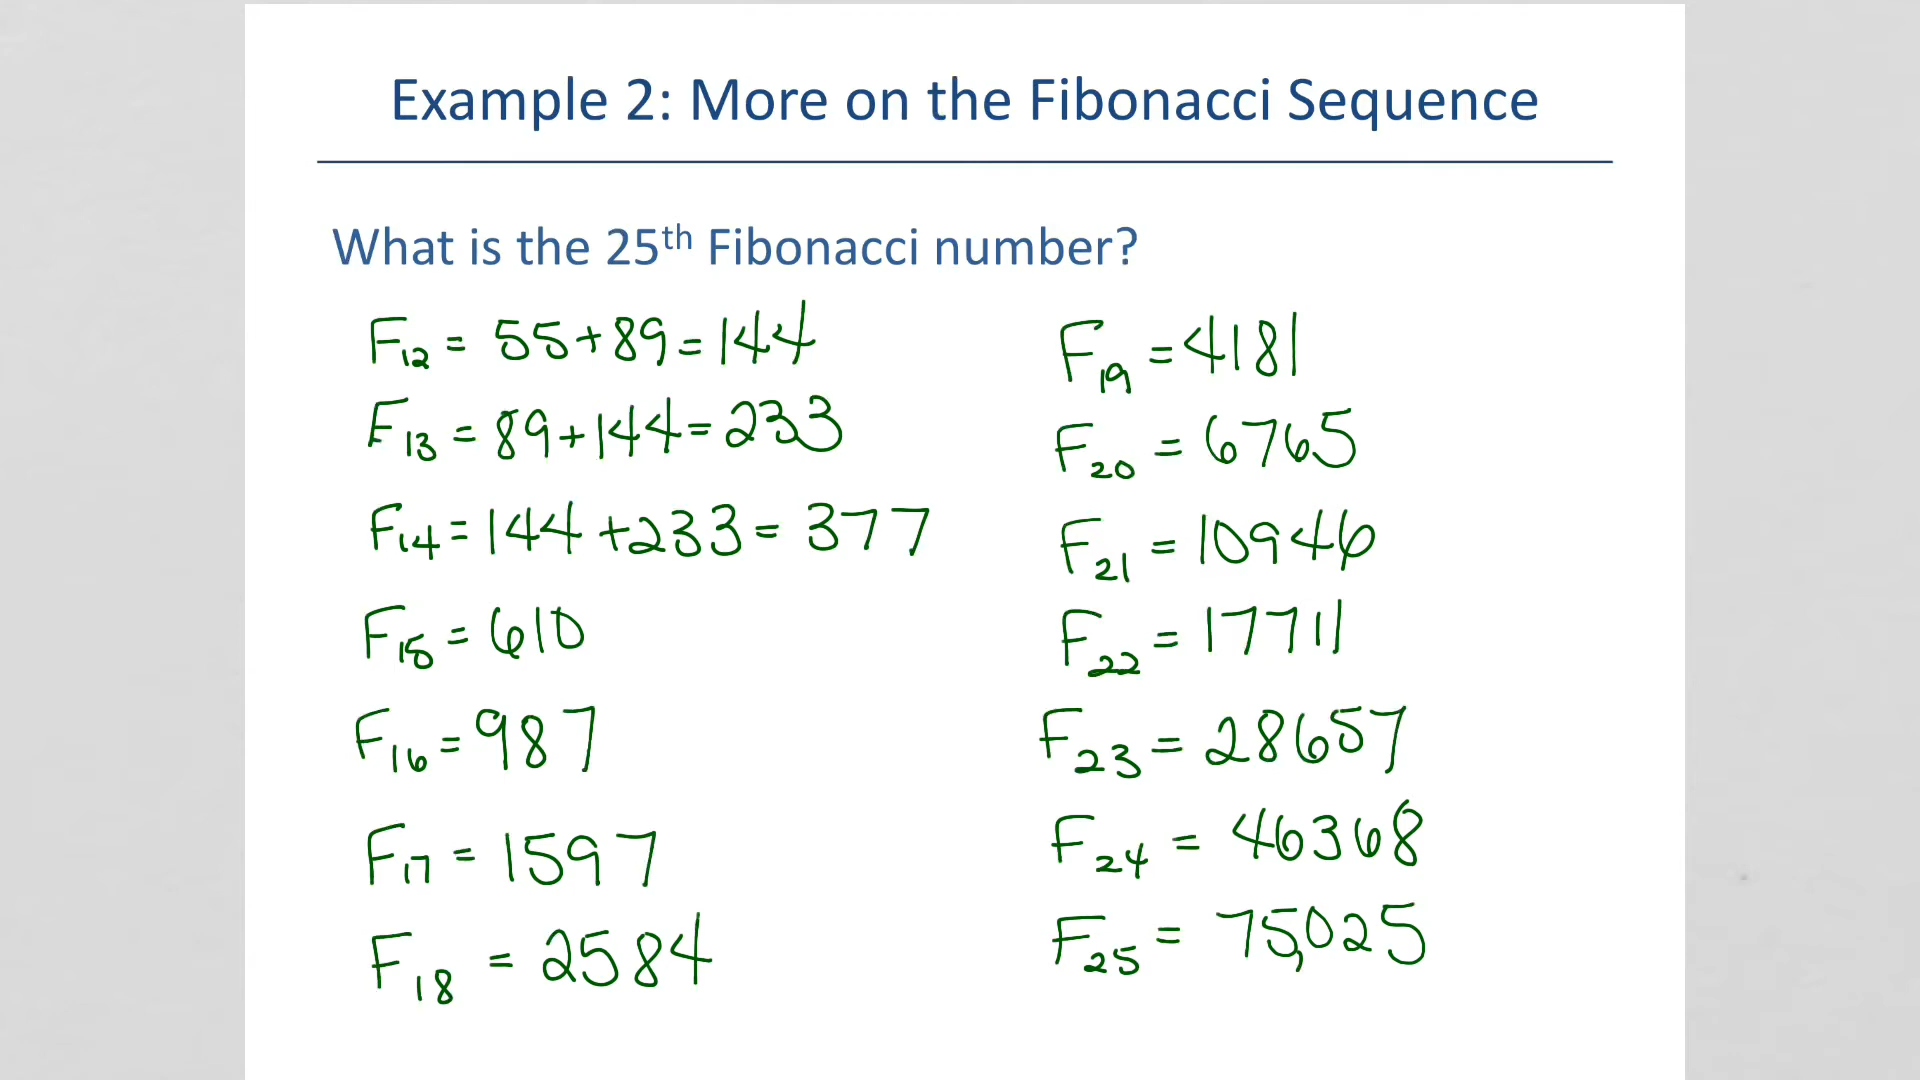 Example 2: More on the Fibonacci Sequence
What is the 25th Fibonacci number?
F12 = 55+89=144
F13 = 89+144=233
F14 = 144+233= 377
F15 = 610
F16 = 987
F17 = 1597
F18 = 2584
F19 = 4181
F20 = 6765
F21 = 10946
F22 = 17711
F23 = 28657
F24 = 46368
F25 = 75,025